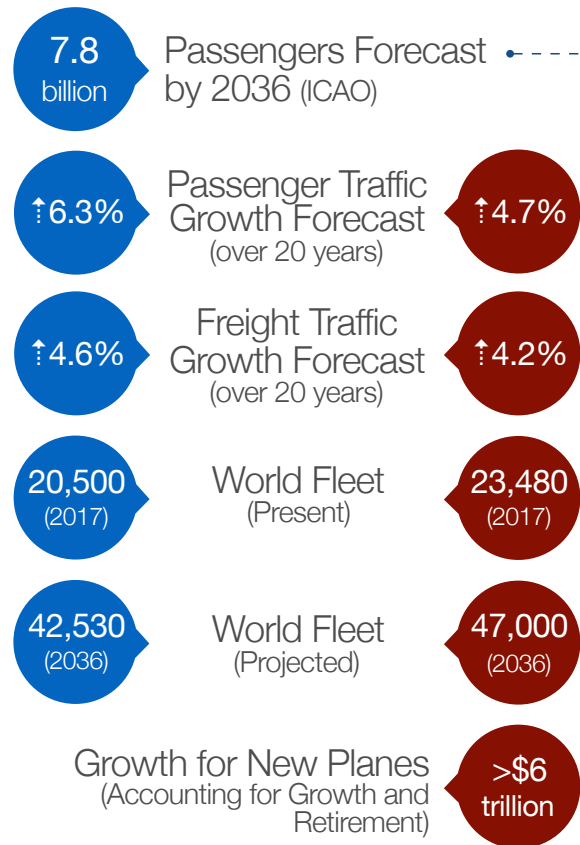 7.8
billion
Passengers Forecast
by 2036 (ICAO)
↑6.3%
Passenger Traffic
Growth Forecast
(over 20 years)
↑4.7%
↑4.6%
Freight Traffic
Growth Forecast
(over 20 years)
↑4.2%
20,500
(2017)
World Fleet
(Present)
23,480
(2017)
42,530
(2036)
World Fleet
(Projected)
47,000
(2036)
Growth for New Planes
(Accounting for Growth and
Retirement)
>$6
trillion